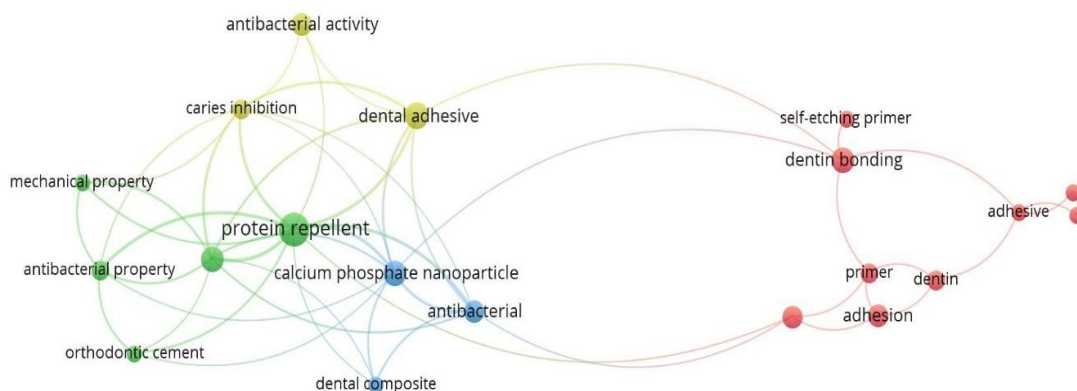 antibacterial activity
caries inhibition
dental adhesive
self-etching primer
dentin bonding
mechanical property
adhesive
protein repellent
antibacterial property
calcium phosphate nanoparticle
primer
dentin
antibacterial
adhesion
orthodontic cement
dental composite